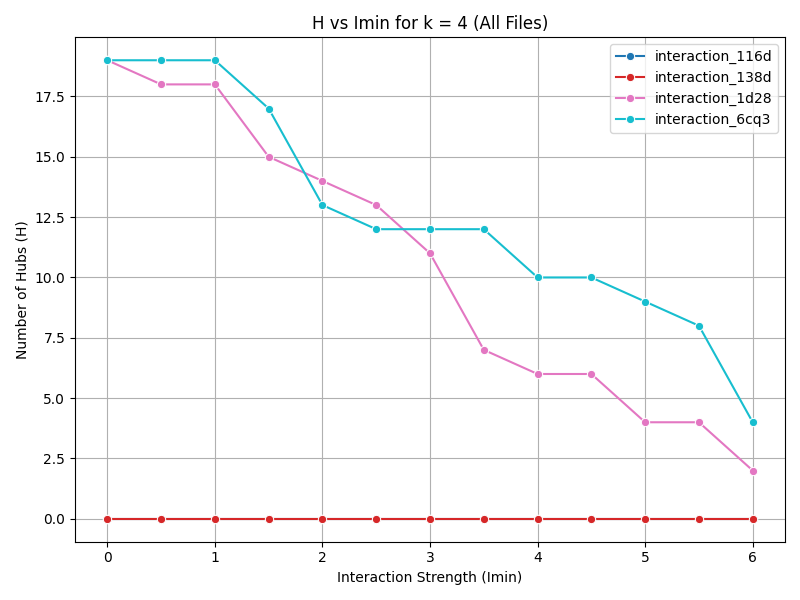 H vs Imin for k = 4 (All Files)
interaction_116d
interaction_138d
interaction_1d28
interaction_6cq3
Number of Hubs (H)
17.5
15.0
12.5
10.0
7.5
5.0
2.5
0.0
0 1 2 3 4 5 6
Interaction Strength (Imin)